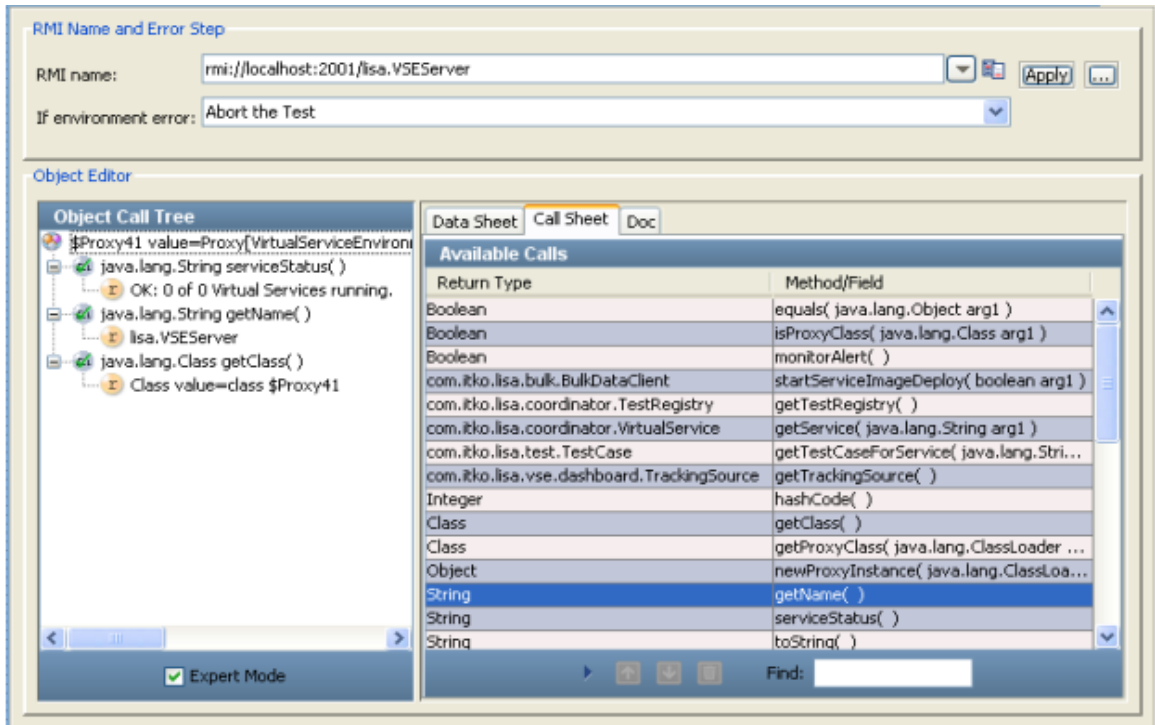 RMI Name and Error Step
RMI name: rmi://localhost:2001/lisa.VSEServer Apply ...
If environment error: Abort the Test
Object Editor
Object Call Tree
$Proxy41 value=Proxy[VirtualServiceEnvironm
java.lang.String serviceStatus( )
r OK: 0 of 0 Virtual Services running.
java.lang.String getName( )
r lisa.VSEServer
java.lang.Class getClass( )
r Class value=class $Proxy41
Expert Mode
Data Sheet Call Sheet Doc
Available Calls
Return Type Method/Field
Boolean equals( java.lang.Object arg1 )
Boolean isProxyClass( java.lang.Class arg1 )
Boolean monitorAlert( )
com.itko.lisa.bulk.BulkDataClient startServiceImageDeploy( boolean arg1 )
com.itko.lisa.coordinator.TestRegistry getTestRegistry( )
com.itko.lisa.coordinator.VirtualService getService( java.lang.String arg1 )
com.itko.lisa.test.TestCase getTestCaseForService( java.lang.Stri...
com.itko.lisa.vse.dashboard.TrackingSource getTrackingSource( )
Integer hashCode( )
Class getClass( )
Class getProxyClass( java.lang.ClassLoader ...
Object newProxyInstance( java.lang.ClassLoa...
String getName( )
String serviceStatus( )
String toString( )
Find: